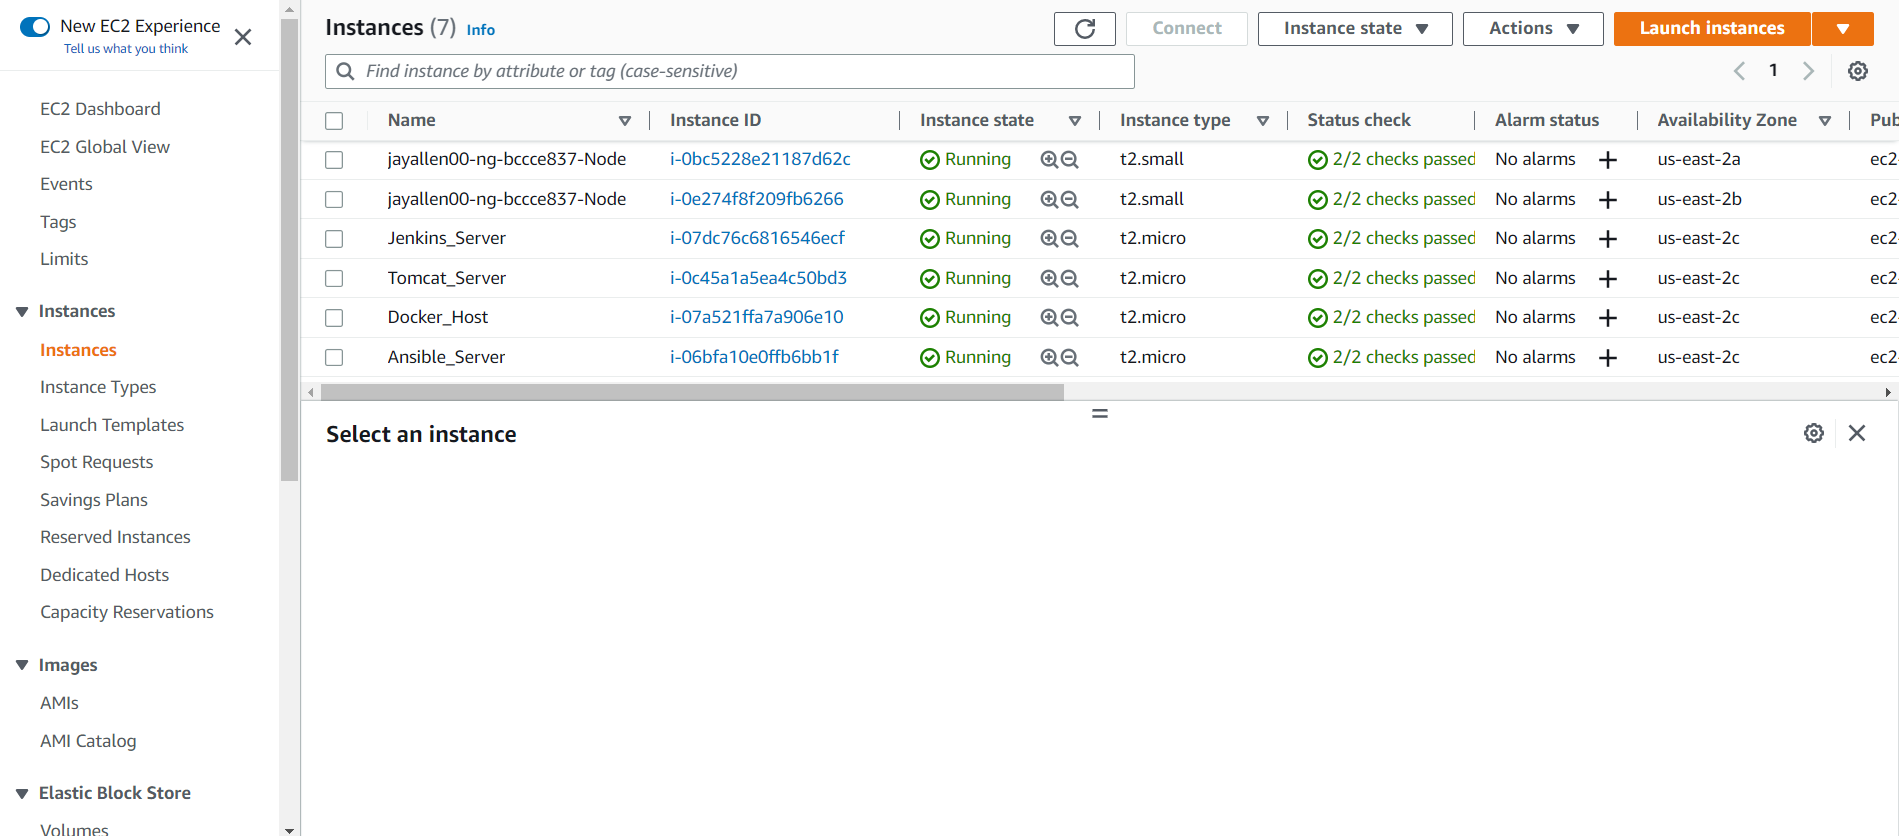 New EC2 Experience
Tell us what you think
EC2 Dashboard
EC2 Global View
Events
Tags
Limits
Instances
Instances
Instance Types
Launch Templates
Spot Requests
Savings Plans
Reserved Instances
Dedicated Hosts
Capacity Reservations
Images
AMIs
AMI Catalog
Elastic Block Store
Volumes
Instances (7) Info
Connect Instance state Actions Launch instances
Find instance by attribute or tag (case-sensitive)
1
Name Instance ID Instance state Instance type Status check Alarm status Availability Zone Pub
jayallen00-ng-bccce837-Node i-0bc5228e21187d62c Running t2.small 2/2 checks passed No alarms + us-east-2a ec2-
jayallen00-ng-bccce837-Node i-0e274f8f209fb6266 Running t2.small 2/2 checks passed No alarms + us-east-2b ec2-
Jenkins_Server i-07dc76c6816546ecf Running t2.micro 2/2 checks passed No alarms + us-east-2c ec2-
Tomcat_Server i-0c45a1a5ea4c50bd3 Running t2.micro 2/2 checks passed No alarms + us-east-2c ec2-
Docker_Host i-07a521ffa7a906e10 Running t2.micro 2/2 checks passed No alarms + us-east-2c ec2-
Ansible_Server i-06bfa10e0ffb6bb1f Running t2.micro 2/2 checks passed No alarms + us-east-2c ec2-
Select an instance